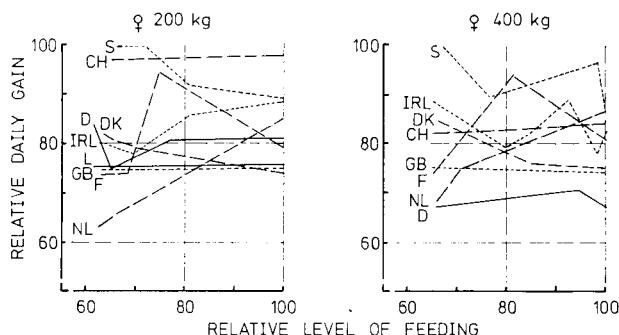 ♀ 200 kg
♀ 400 kg
RELATIVE DAILY GAIN
100
80
60
S
CH
D
DK
IRL
L
GB
F
NL
60
80
100
100
80
60
S
IRL
DK
CH
GB
F
NL
D
60
80
100
RELATIVE LEVEL OF FEEDING